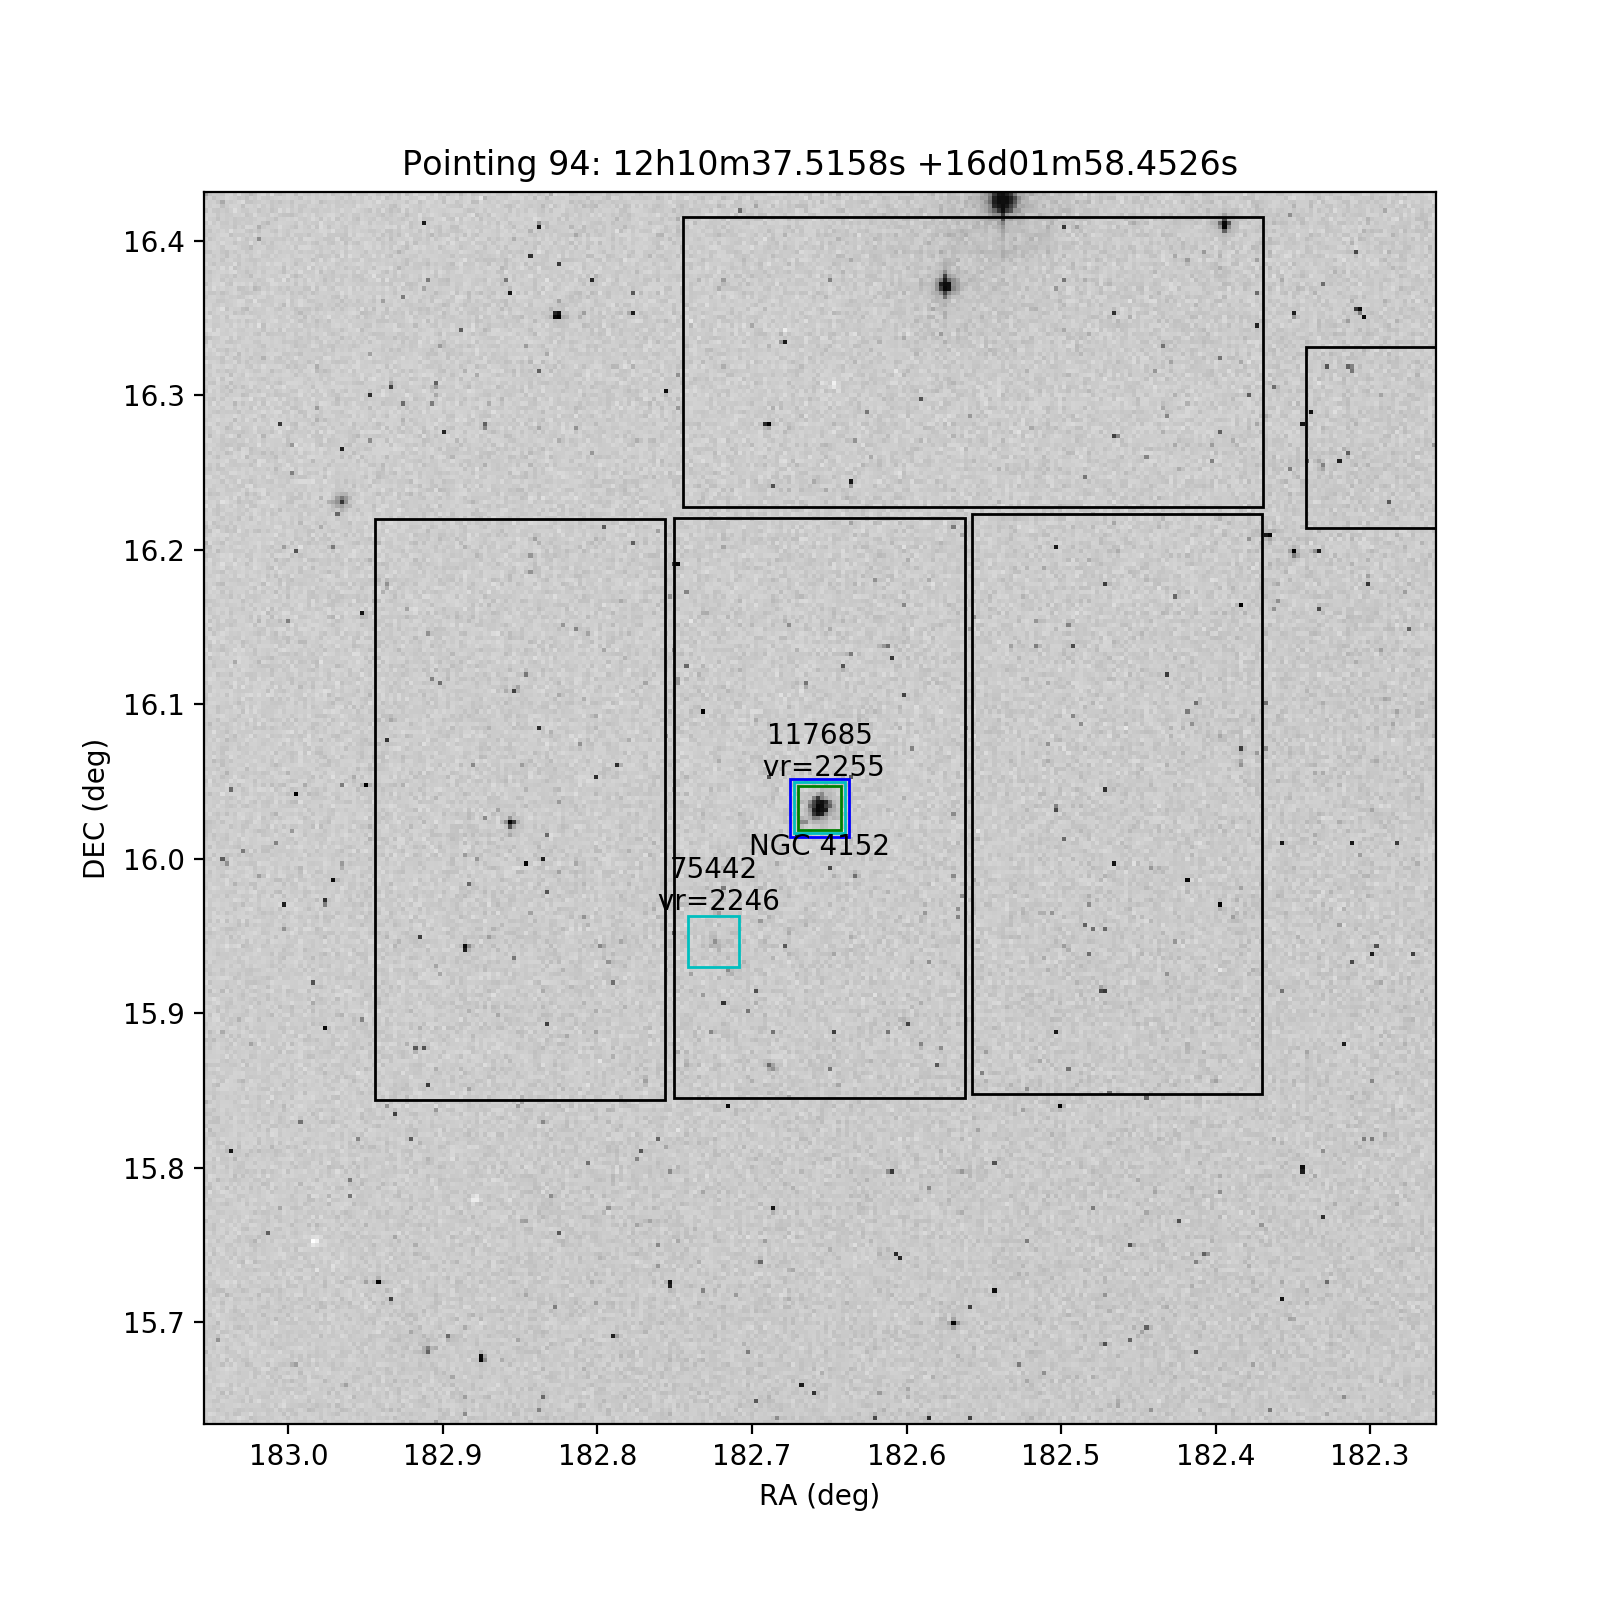 Pointing 94: 12h10m37.5158s +16d01m58.4526s
16.4
16.3
16.2
16.1
16.0
15.9
15.8
15.7
DEC (deg)
117685
vr=2255
NGC 4152
75442
vr=2246
183.0 182.9 182.8 182.7 182.6 182.5 182.4 182.3
RA (deg)